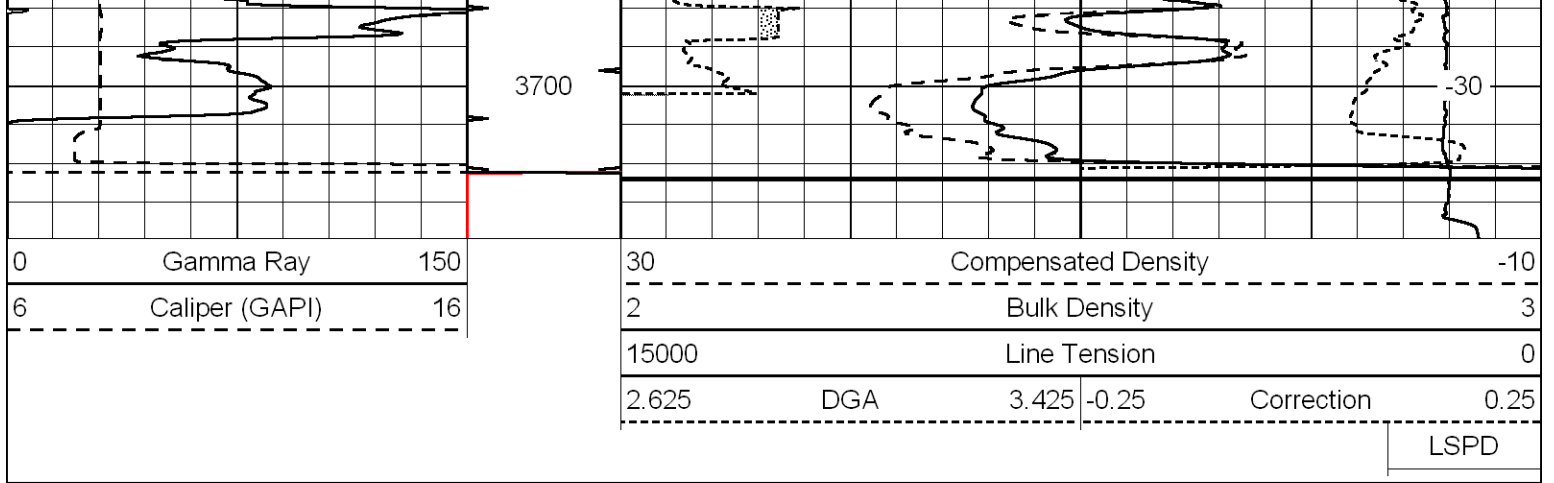 3700
-30
0 Gamma Ray 150
6 Caliper (GAPI) 16
30 Compensated Density -10
2 Bulk Density 3
15000 Line Tension 0
2.625 DGA 3.425 -0.25 Correction 0.25
LSPD